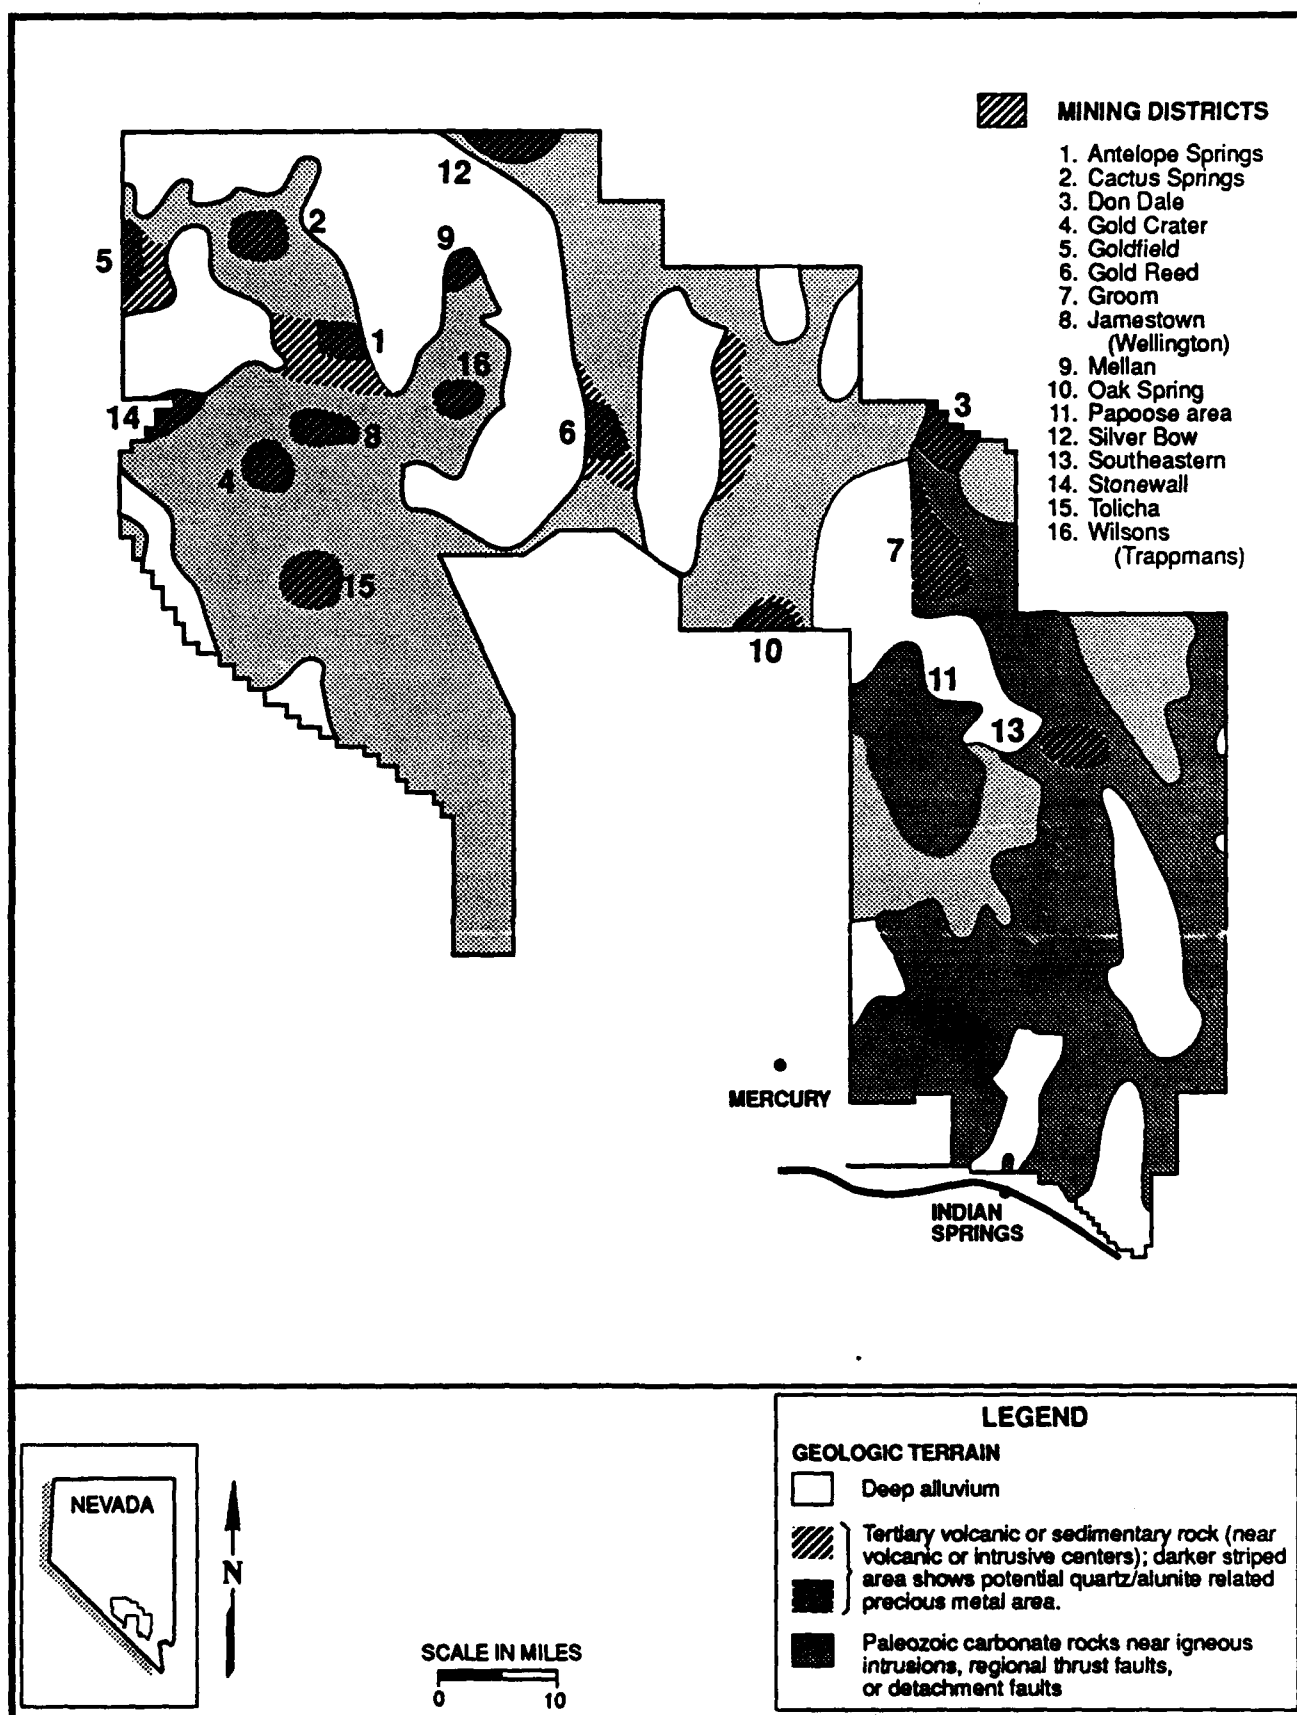 MINING DISTRICTS
1. Antelope Springs
2. Cactus Springs
3. Don Dale
4. Gold Crater
5. Goldfield
6. Gold Reed
7. Groom
8. Jamestown
(Wellington)
9. Mellan
10. Oak Spring
11. Papoose area
12. Silver Bow
13. Southeastern
14. Stonewall
15. Tolicha
16. Wilsons
(Trappmans)
12
2
9
5
1
16
14
8
6
3
4
7
15
10
11
13
MERCURY
INDIAN
SPRINGS
NEVADA
N
SCALE IN MILES
0 10
LEGEND
GEOLOGIC TERRAIN
Deep alluvium
Tertiary volcanic or sedimentary rock (near
volcanic or intrusive centers); darker striped
area shows potential quartz/alunite related
precious metal area.
Paleozoic carbonate rocks near igneous
intrusions, regional thrust faults,
or detachment faults